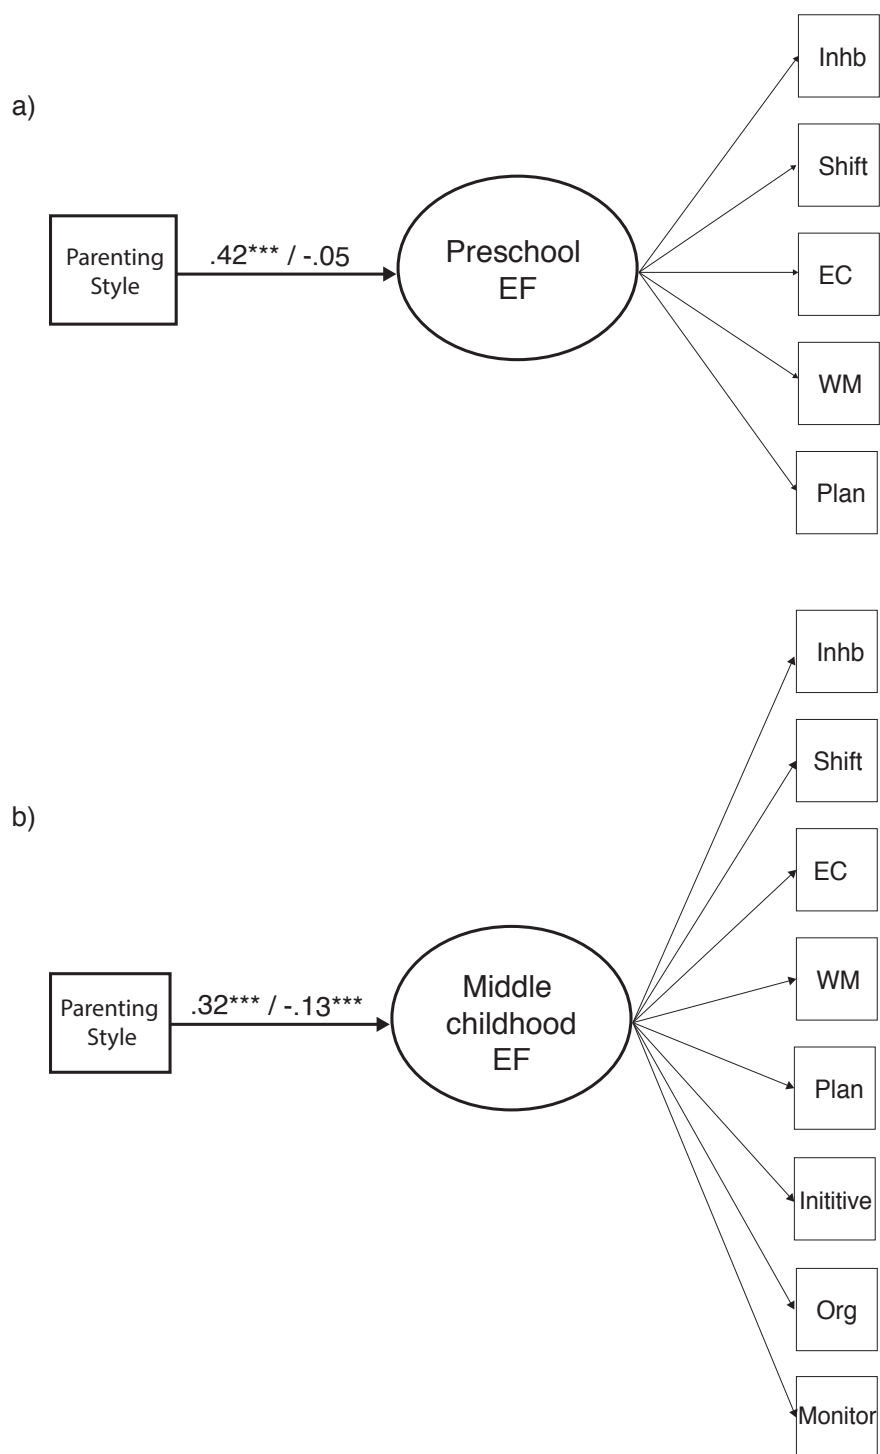 a)
Parenting
Style
.42*** / -.05
Preschool
EF
Inhb
Shift
EC
WM
Plan
b)
Parenting
Style
.32*** / -.13***
Middle
childhood
EF
Inhb
Shift
EC
WM
Plan
Inititive
Org
Monitor